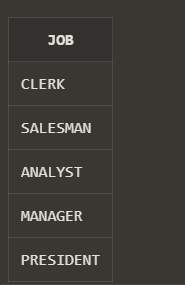 JOB
CLERK
SALESMAN
ANALYST
MANAGER
PRESIDENT